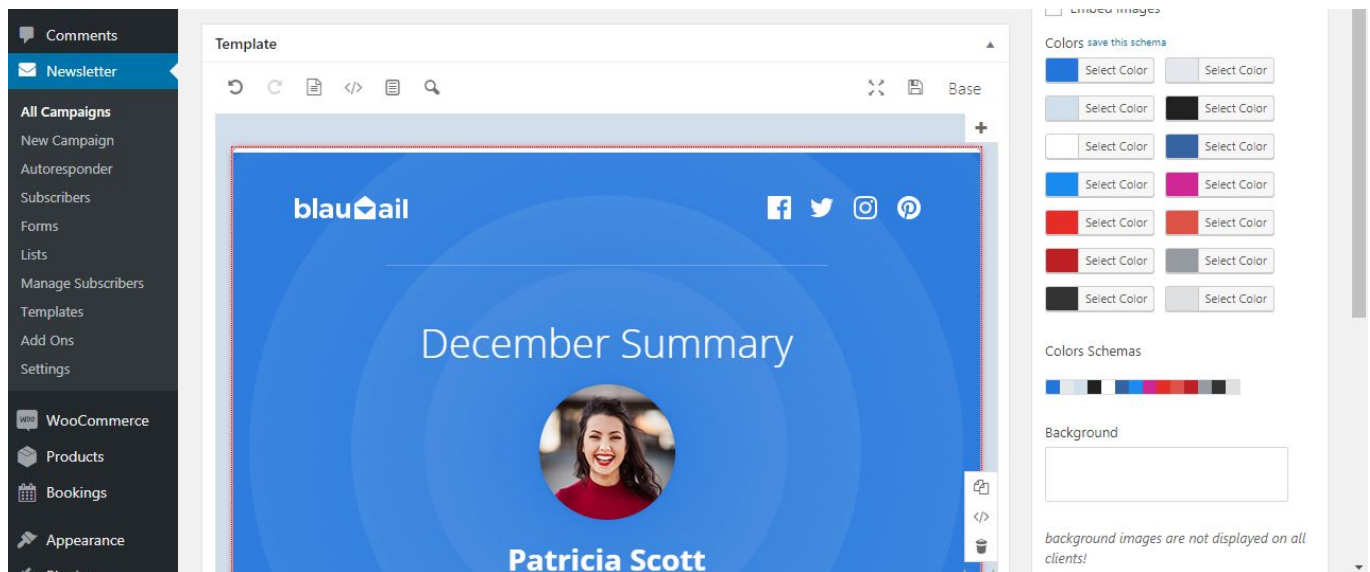 Comments
Newsletter
All Campaigns
New Campaign
Autoresponder
Subscribers
Forms
Lists
Manage Subscribers
Templates
Add Ons
Settings
WOO WooCommerce
Products
Bookings
Appearance
Template
</> Base
blaumail
December Summary
Patricia Scott
</>
Embed Images
Colors save this schema
Select Color Select Color
Select Color Select Color
Select Color Select Color
Select Color Select Color
Select Color Select Color
Select Color Select Color
Select Color Select Color
Colors Schemas
Background
background images are not displayed on all
clients!